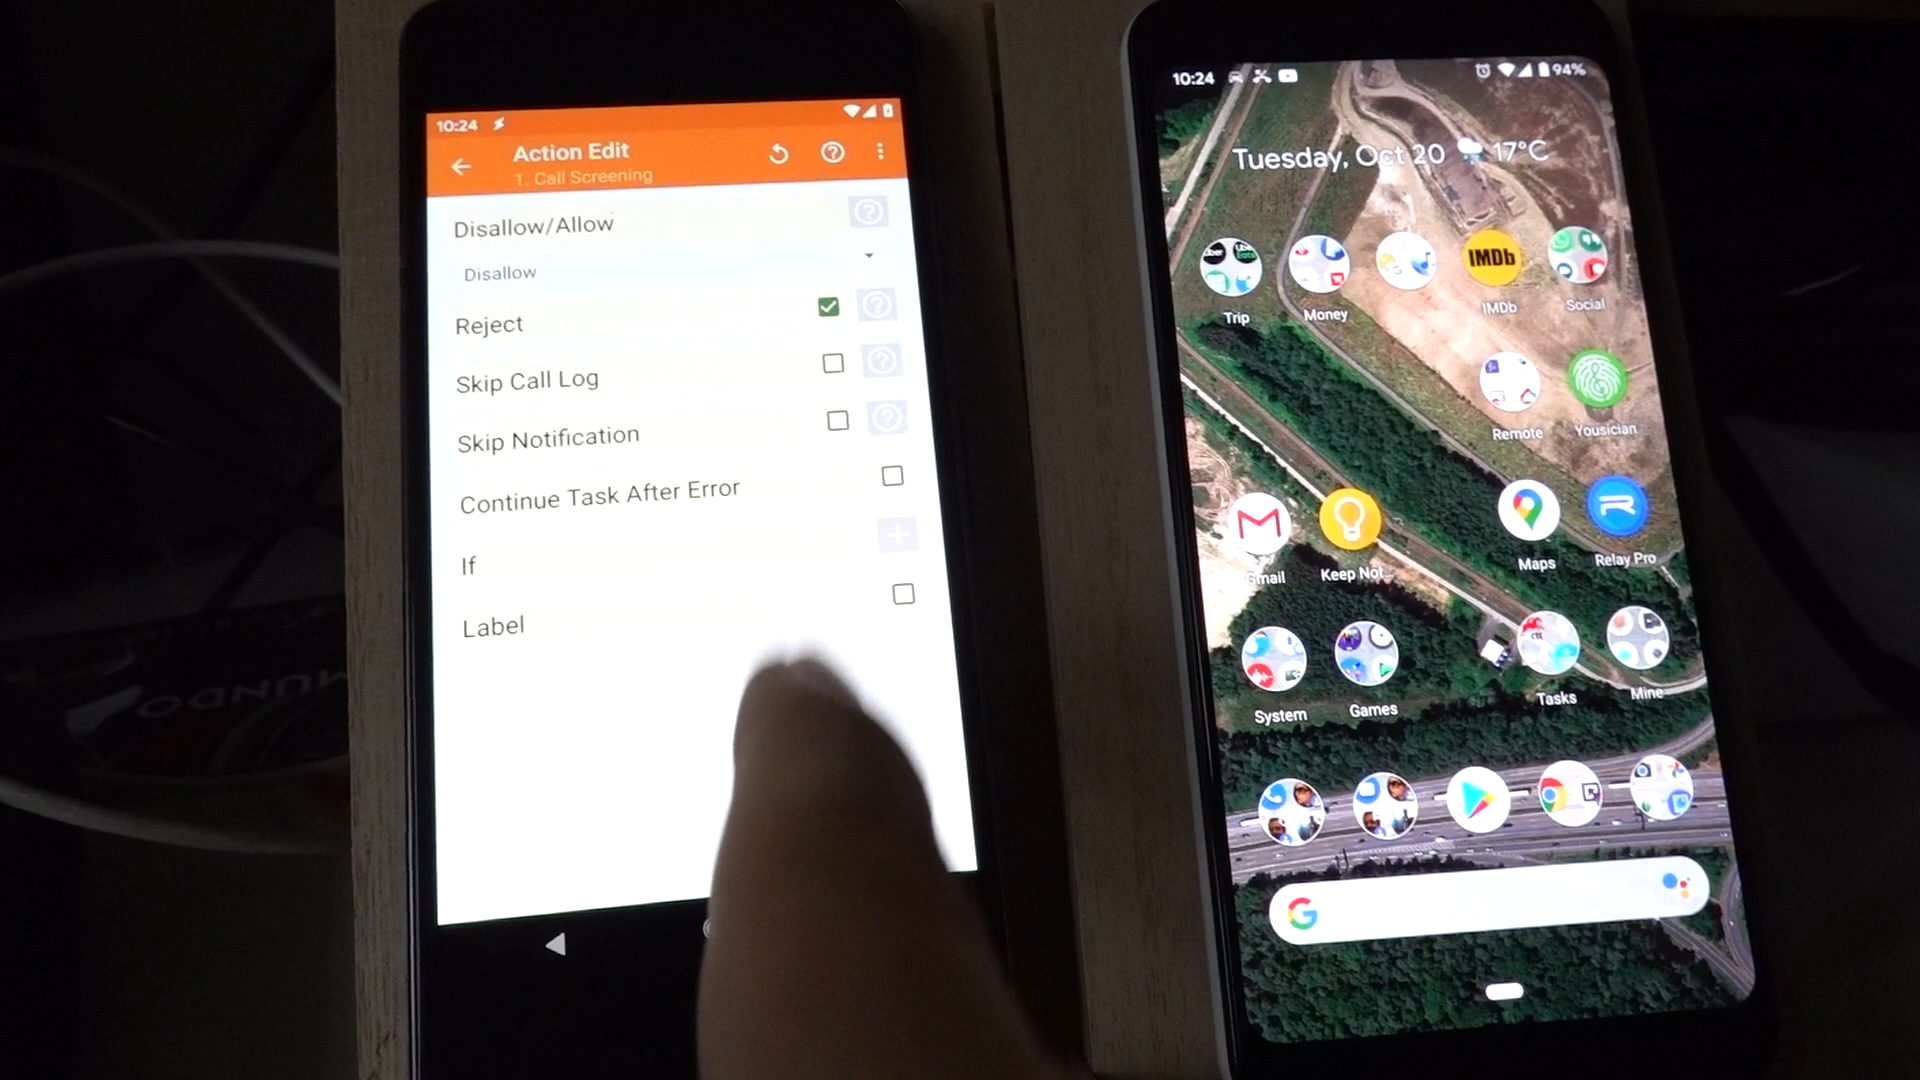 10:24
Action Edit
1. Call Screening
Disallow/Allow
Disallow
Reject
Skip Call Log
Skip Notification
Continue Task After Error
If
Label
10:24
94%
Tuesday, Oct 20 17°C
IMDb
Trip
Money
IMDb
Social
Remote
Yousician
Gmail
Keep Not...
Maps
Relay Pro
System
Games
Tasks
Mine
MUNDO